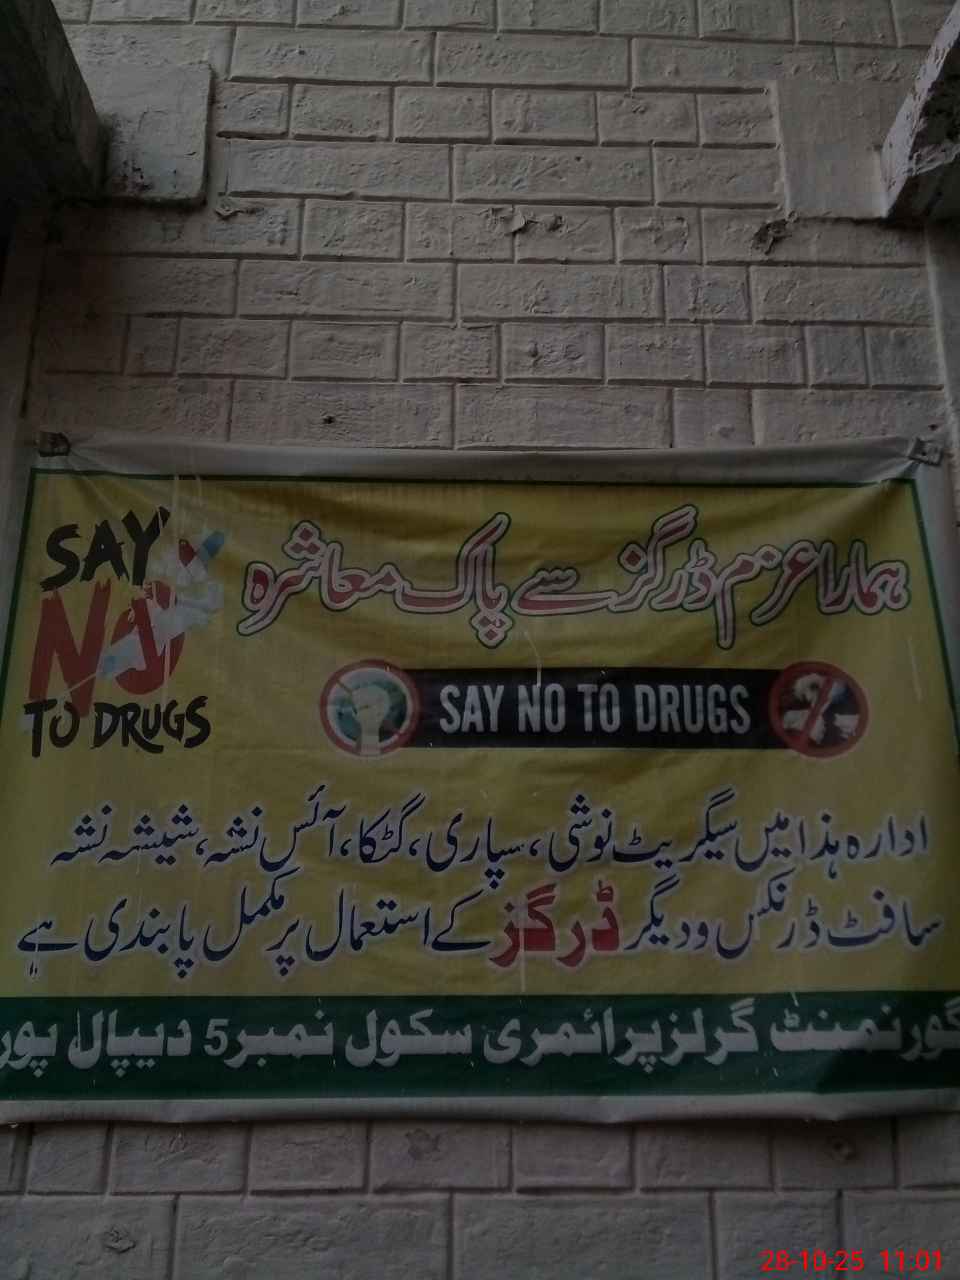 SAY
NO
TO DRUGS
ہمارا عزم ڈرگز سے پاک معاشرہ
SAY NO TO DRUGS
ادارہ ہذا میں سیگریٹ نوشی ، سپاری ، گٹکا ، آئس نشہ ، شیشہ نشہ
سافٹ ڈرنکس و دیگر ڈرگز کے استعمال پر مکمل پابندی ہے
گورنمنٹ گرلز پرائمری سکول نمبر 5 دیپال پور
28-10-25 11:01